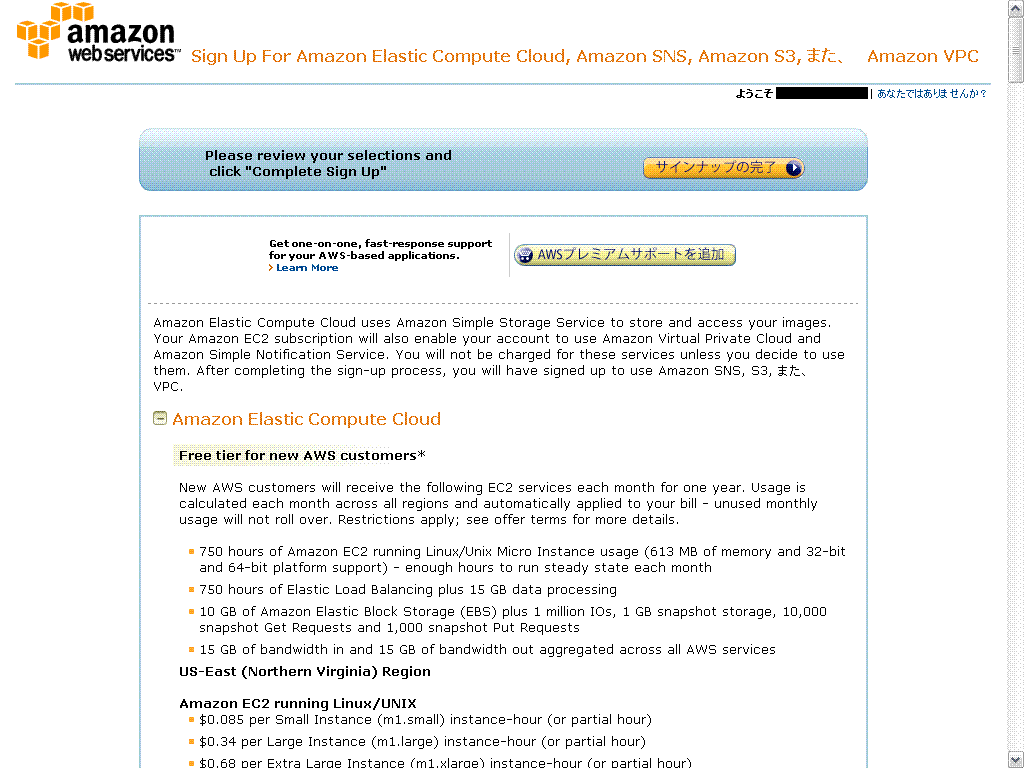 amazon
webservices™
Sign Up For Amazon Elastic Compute Cloud, Amazon SNS, Amazon S3, また、 Amazon VPC
ようこそ | あなたではありませんか?
Please review your selections and
click "Complete Sign Up"
サインナップの完了
Get one-on-one, fast-response support
for your AWS-based applications.
Learn More
AWSプレミアムサポートを追加
Amazon Elastic Compute Cloud uses Amazon Simple Storage Service to store and access your images.
Your Amazon EC2 subscription will also enable your account to use Amazon Virtual Private Cloud and
Amazon Simple Notification Service. You will not be charged for these services unless you decide to use
them. After completing the sign-up process, you will have signed up to use Amazon SNS, S3, また、
VPC.
Amazon Elastic Compute Cloud
Free tier for new AWS customers*
New AWS customers will receive the following EC2 services each month for one year. Usage is
calculated each month across all regions and automatically applied to your bill – unused monthly
usage will not roll over. Restrictions apply; see offer terms for more details.
750 hours of Amazon EC2 running Linux/Unix Micro Instance usage (613 MB of memory and 32-bit
and 64-bit platform support) – enough hours to run steady state each month
750 hours of Elastic Load Balancing plus 15 GB data processing
10 GB of Amazon Elastic Block Storage (EBS) plus 1 million IOs, 1 GB snapshot storage, 10,000
snapshot Get Requests and 1,000 snapshot Put Requests
15 GB of bandwidth in and 15 GB of bandwidth out aggregated across all AWS services
US-East (Northern Virginia) Region
Amazon EC2 running Linux/UNIX
$0.085 per Small Instance (m1.small) instance-hour (or partial hour)
$0.34 per Large Instance (m1.large) instance-hour (or partial hour)
$0.68 per Extra Large Instance (m1.xlarge) instance-hour (or partial hour)